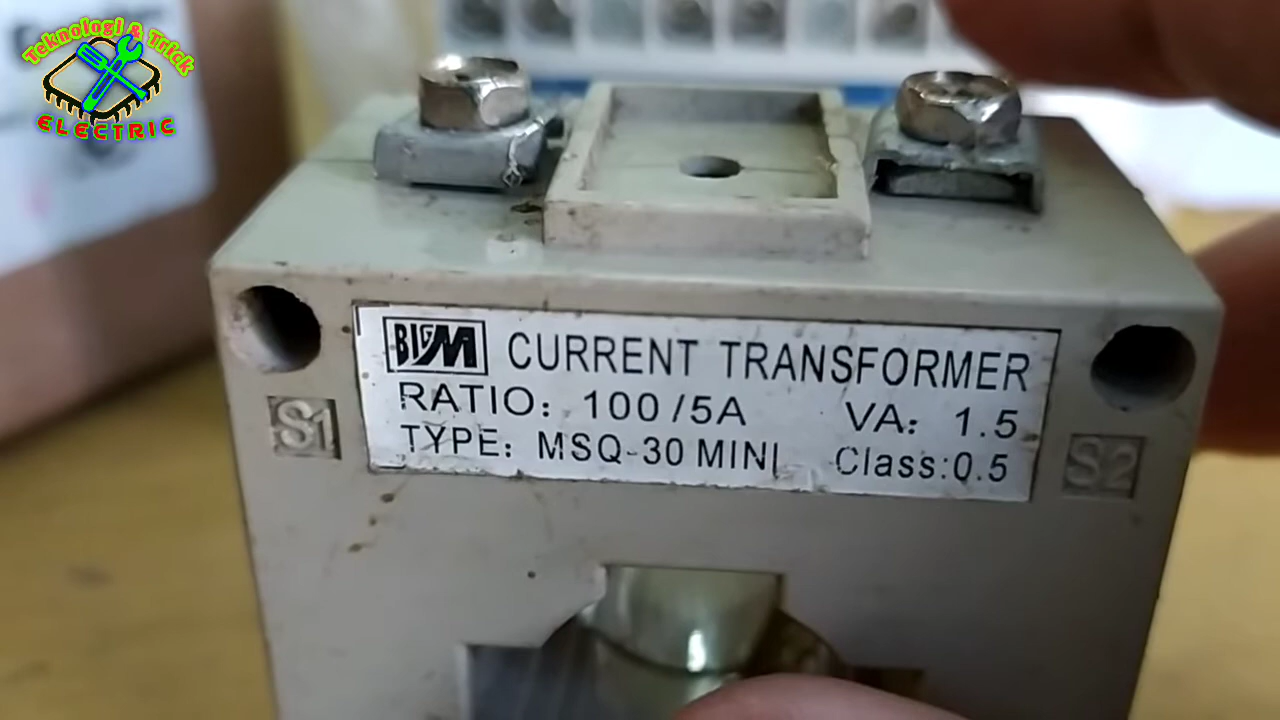 Teknologi & Trick
ELECTRIC
BIGM CURRENT TRANSFORMER
RATIO: 100/5A VA: 1.5
TYPE: MSQ-30 MINI Class:0.5
S1
S2